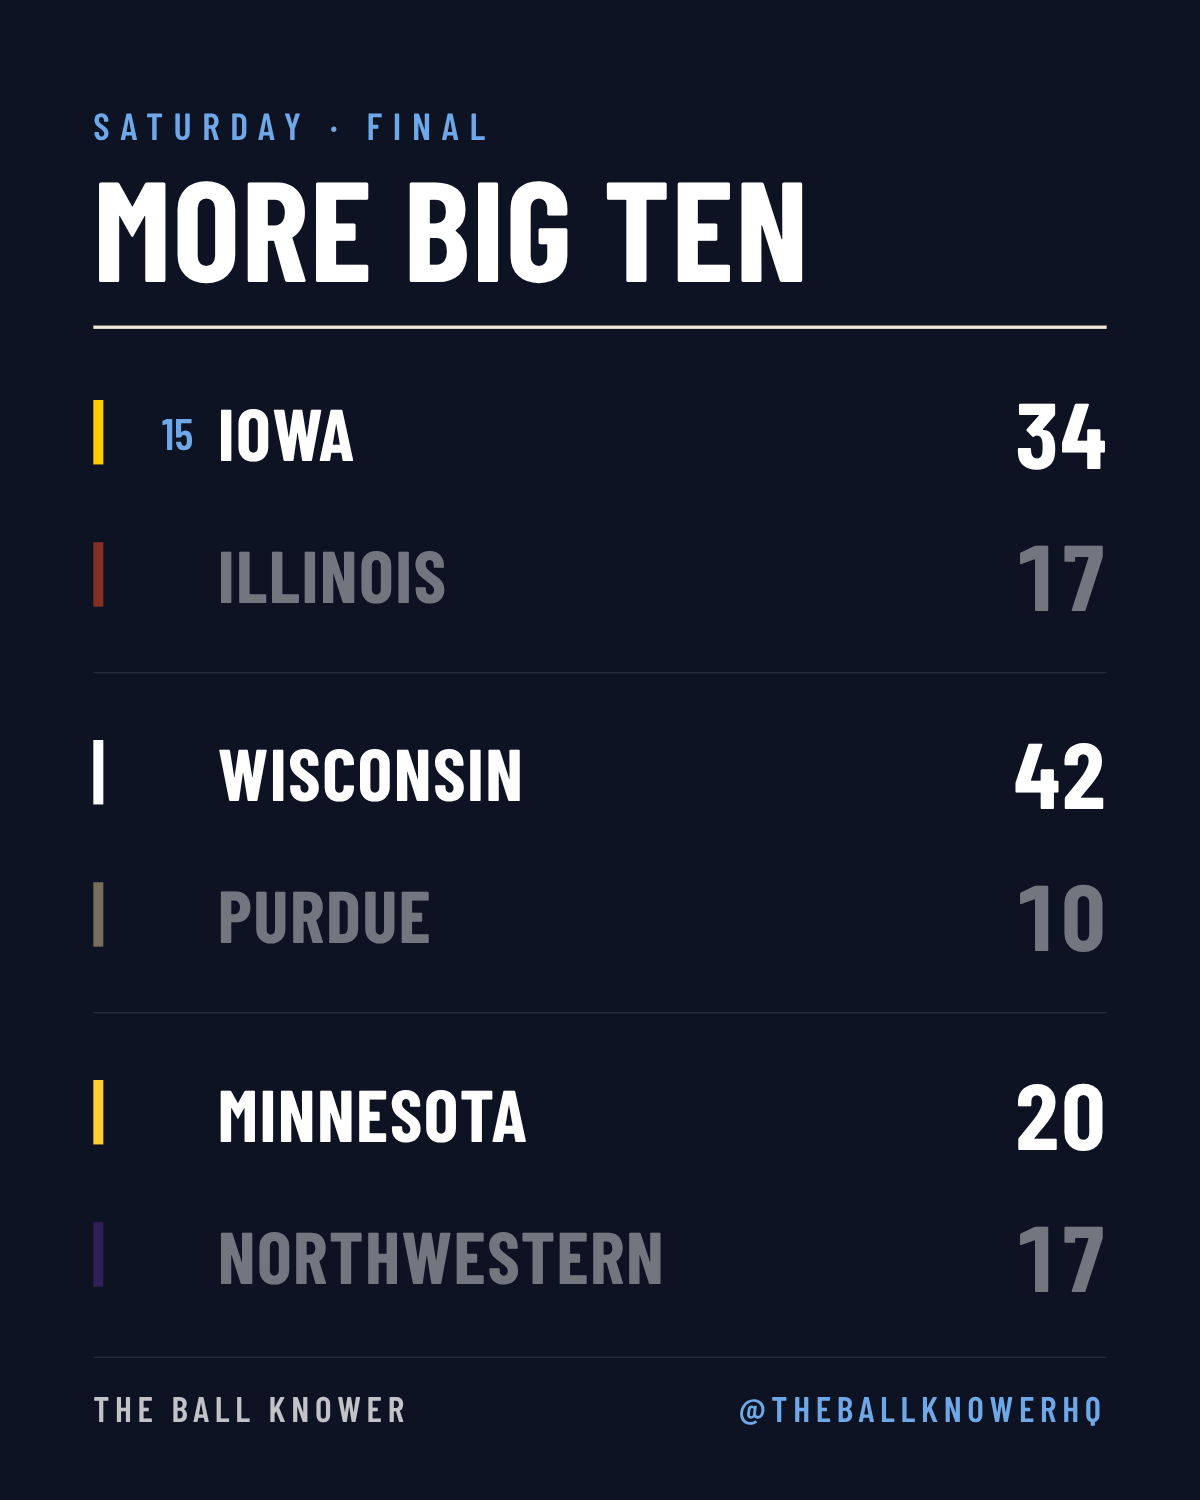 SATURDAY · FINAL
MORE BIG TEN
15 IOWA 34
ILLINOIS 17
WISCONSIN 42
PURDUE 10
MINNESOTA 20
NORTHWESTERN 17
THE BALL KNOWER @THEBALLKNOWERHQ